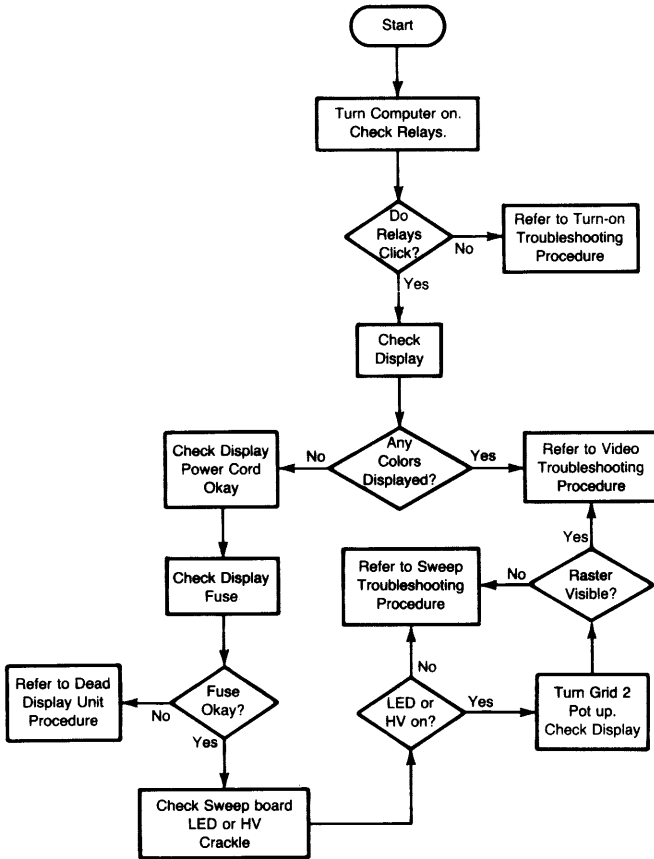 Start
Turn Computer on.
Check Relays.
Do
Relays
Click?
No
Refer to Turn-on
Troubleshooting
Procedure
Yes
Check
Display
Any
Colors
Displayed?
No
Yes
Check Display
Power Cord
Okay
Refer to Video
Troubleshooting
Procedure
Check Display
Fuse
Refer to Sweep
Troubleshooting
Procedure
Yes
No
Raster
Visible?
Refer to Dead
Display Unit
Procedure
No
Fuse
Okay?
Yes
No
LED or
HV on?
Yes
Turn Grid 2
Pot up.
Check Display
Check Sweep board
LED or HV
Crackle